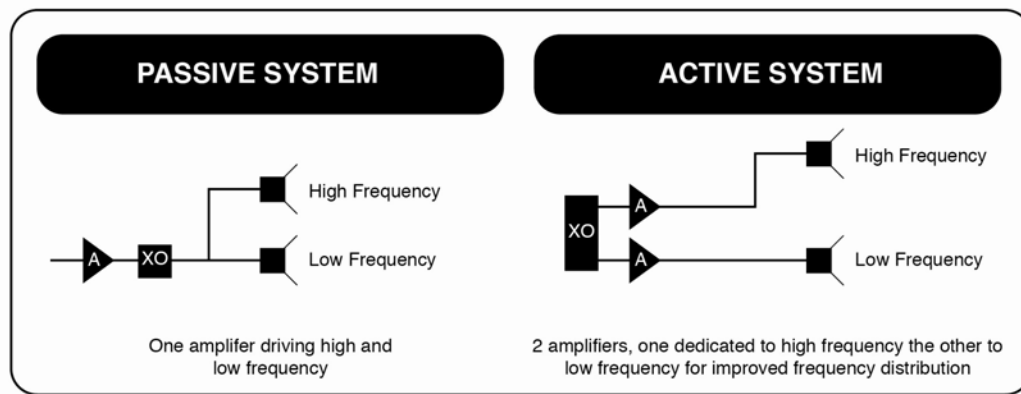 PASSIVE SYSTEM
High Frequency
A
XO
Low Frequency
One amplifer driving high and
low frequency
ACTIVE SYSTEM
High Frequency
A
XO
A
Low Frequency
2 amplifiers, one dedicated to high frequency the other to
low frequency for improved frequency distribution